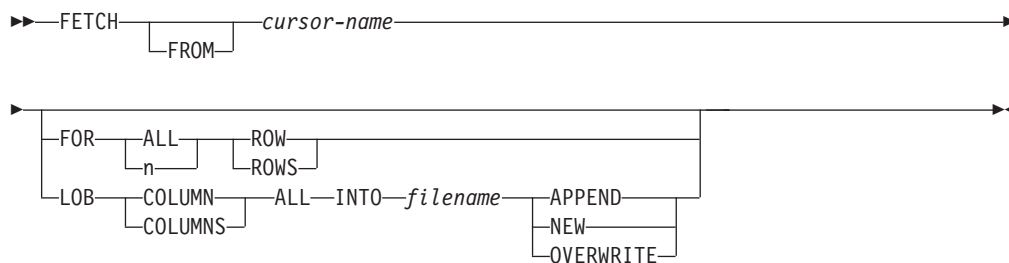 FETCH cursor-name
FROM
FOR ALL ROW
n ROWS
LOB COLUMN ALL INTO filename APPEND
COLUMNS NEW
OVERWRITE